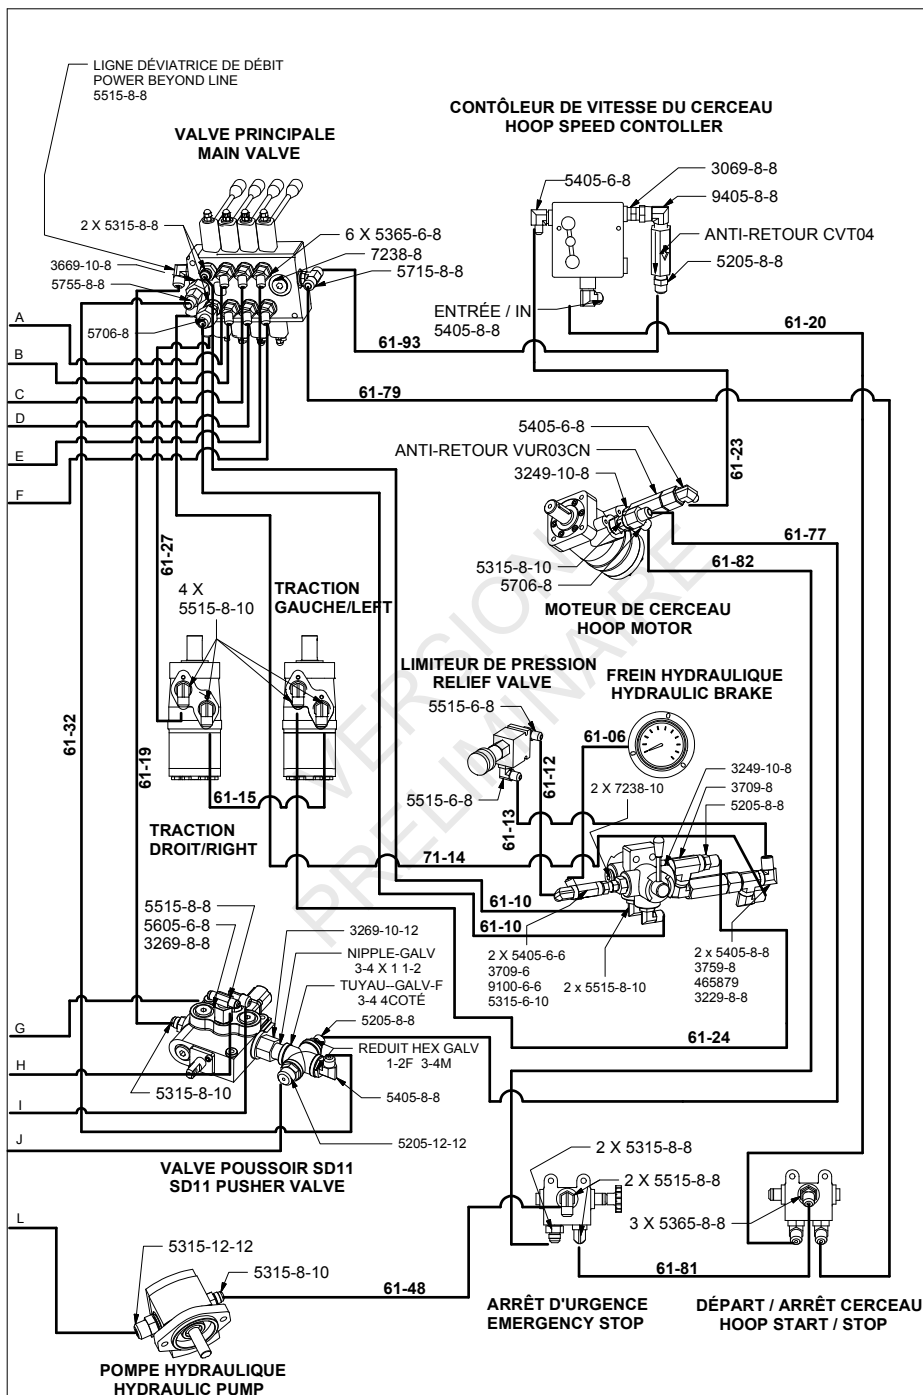 LIGNE DÉVIATRICE DE DÉBIT
POWER BEYOND LINE
5515-8-8
CONTÔLEUR DE VITESSE DU CERCEAU
HOOP SPEED CONTOLLER
VALVE PRINCIPALE
MAIN VALVE
3069-8-8
5405-6-8
9405-8-8
2 X 5315-8-8
6 X 5365-6-8
7238-8
5715-8-8
ANTI-RETOUR CVT04
5205-8-8
3669-10-8
5755-8-8
5706-8
ENTRÉE / IN
5405-8-8
A
B
C
D
E
F
61-93
61-20
61-79
5405-6-8
ANTI-RETOUR VUR03CN
3249-10-8
61-23
61-77
61-82
61-27
5315-8-10
5706-8
MOTEUR DE CERCEAU
HOOP MOTOR
4 X
5515-8-10
TRACTION
GAUCHE/LEFT
LIMITEUR DE PRESSION
RELIEF VALVE
FREIN HYDRAULIQUE
HYDRAULIC BRAKE
5515-6-8
61-32
61-19
61-15
61-12
61-06
2 X 7238-10
3249-10-8
3709-8
5205-8-8
5515-6-8
61-13
TRACTION
DROIT/RIGHT
71-14
VERSION
PRELIMINAIRE
61-10
61-10
5515-8-8
5605-6-8
3269-8-8
3269-10-12
NIPPLE-GALV
3-4 X 1 1-2
TUYAU--GALV-F
3-4 4COTÉ
5205-8-8
2 X 5405-6-6
3709-6
9100-6-6
5315-6-10
2 x 5515-8-10
2 x 5405-8-8
3759-8
465879
3229-8-8
61-24
G
H
I
J
REDUIT HEX GALV
1-2F 3-4M
5315-8-10
5405-8-8
5205-12-12
VALVE POUSSOIR SD11
SD11 PUSHER VALVE
2 X 5315-8-8
2 X 5515-8-8
3 X 5365-8-8
L
5315-12-12
5315-8-10
61-48
61-81
ARRÊT D'URGENCE
EMERGENCY STOP
DÉPART / ARRÊT CERCEAU
HOOP START / STOP
POMPE HYDRAULIQUE
HYDRAULIC PUMP